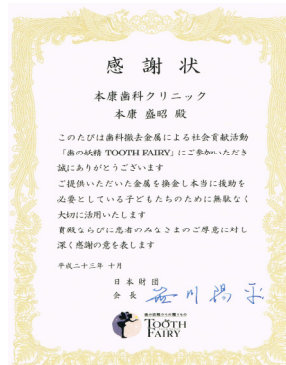 感謝状
本康歯科クリニック
本康 盛昭 殿
このたびは歯科撤去金属による社会貢献活動
「歯の妖精 TOOTH FAIRY」にご参加いただき
誠にありがとうございます
ご提供いただいた金属を換金し本当に援助を
必要としている子どもたちのために無駄なく
大切に活用いたします
貴殿ならびに患者のみなさまのご厚意に対し
深く感謝の意を表します
平成二十三年 十月
日本財団
会長 笹川陽平
TOOTH
FAIRY